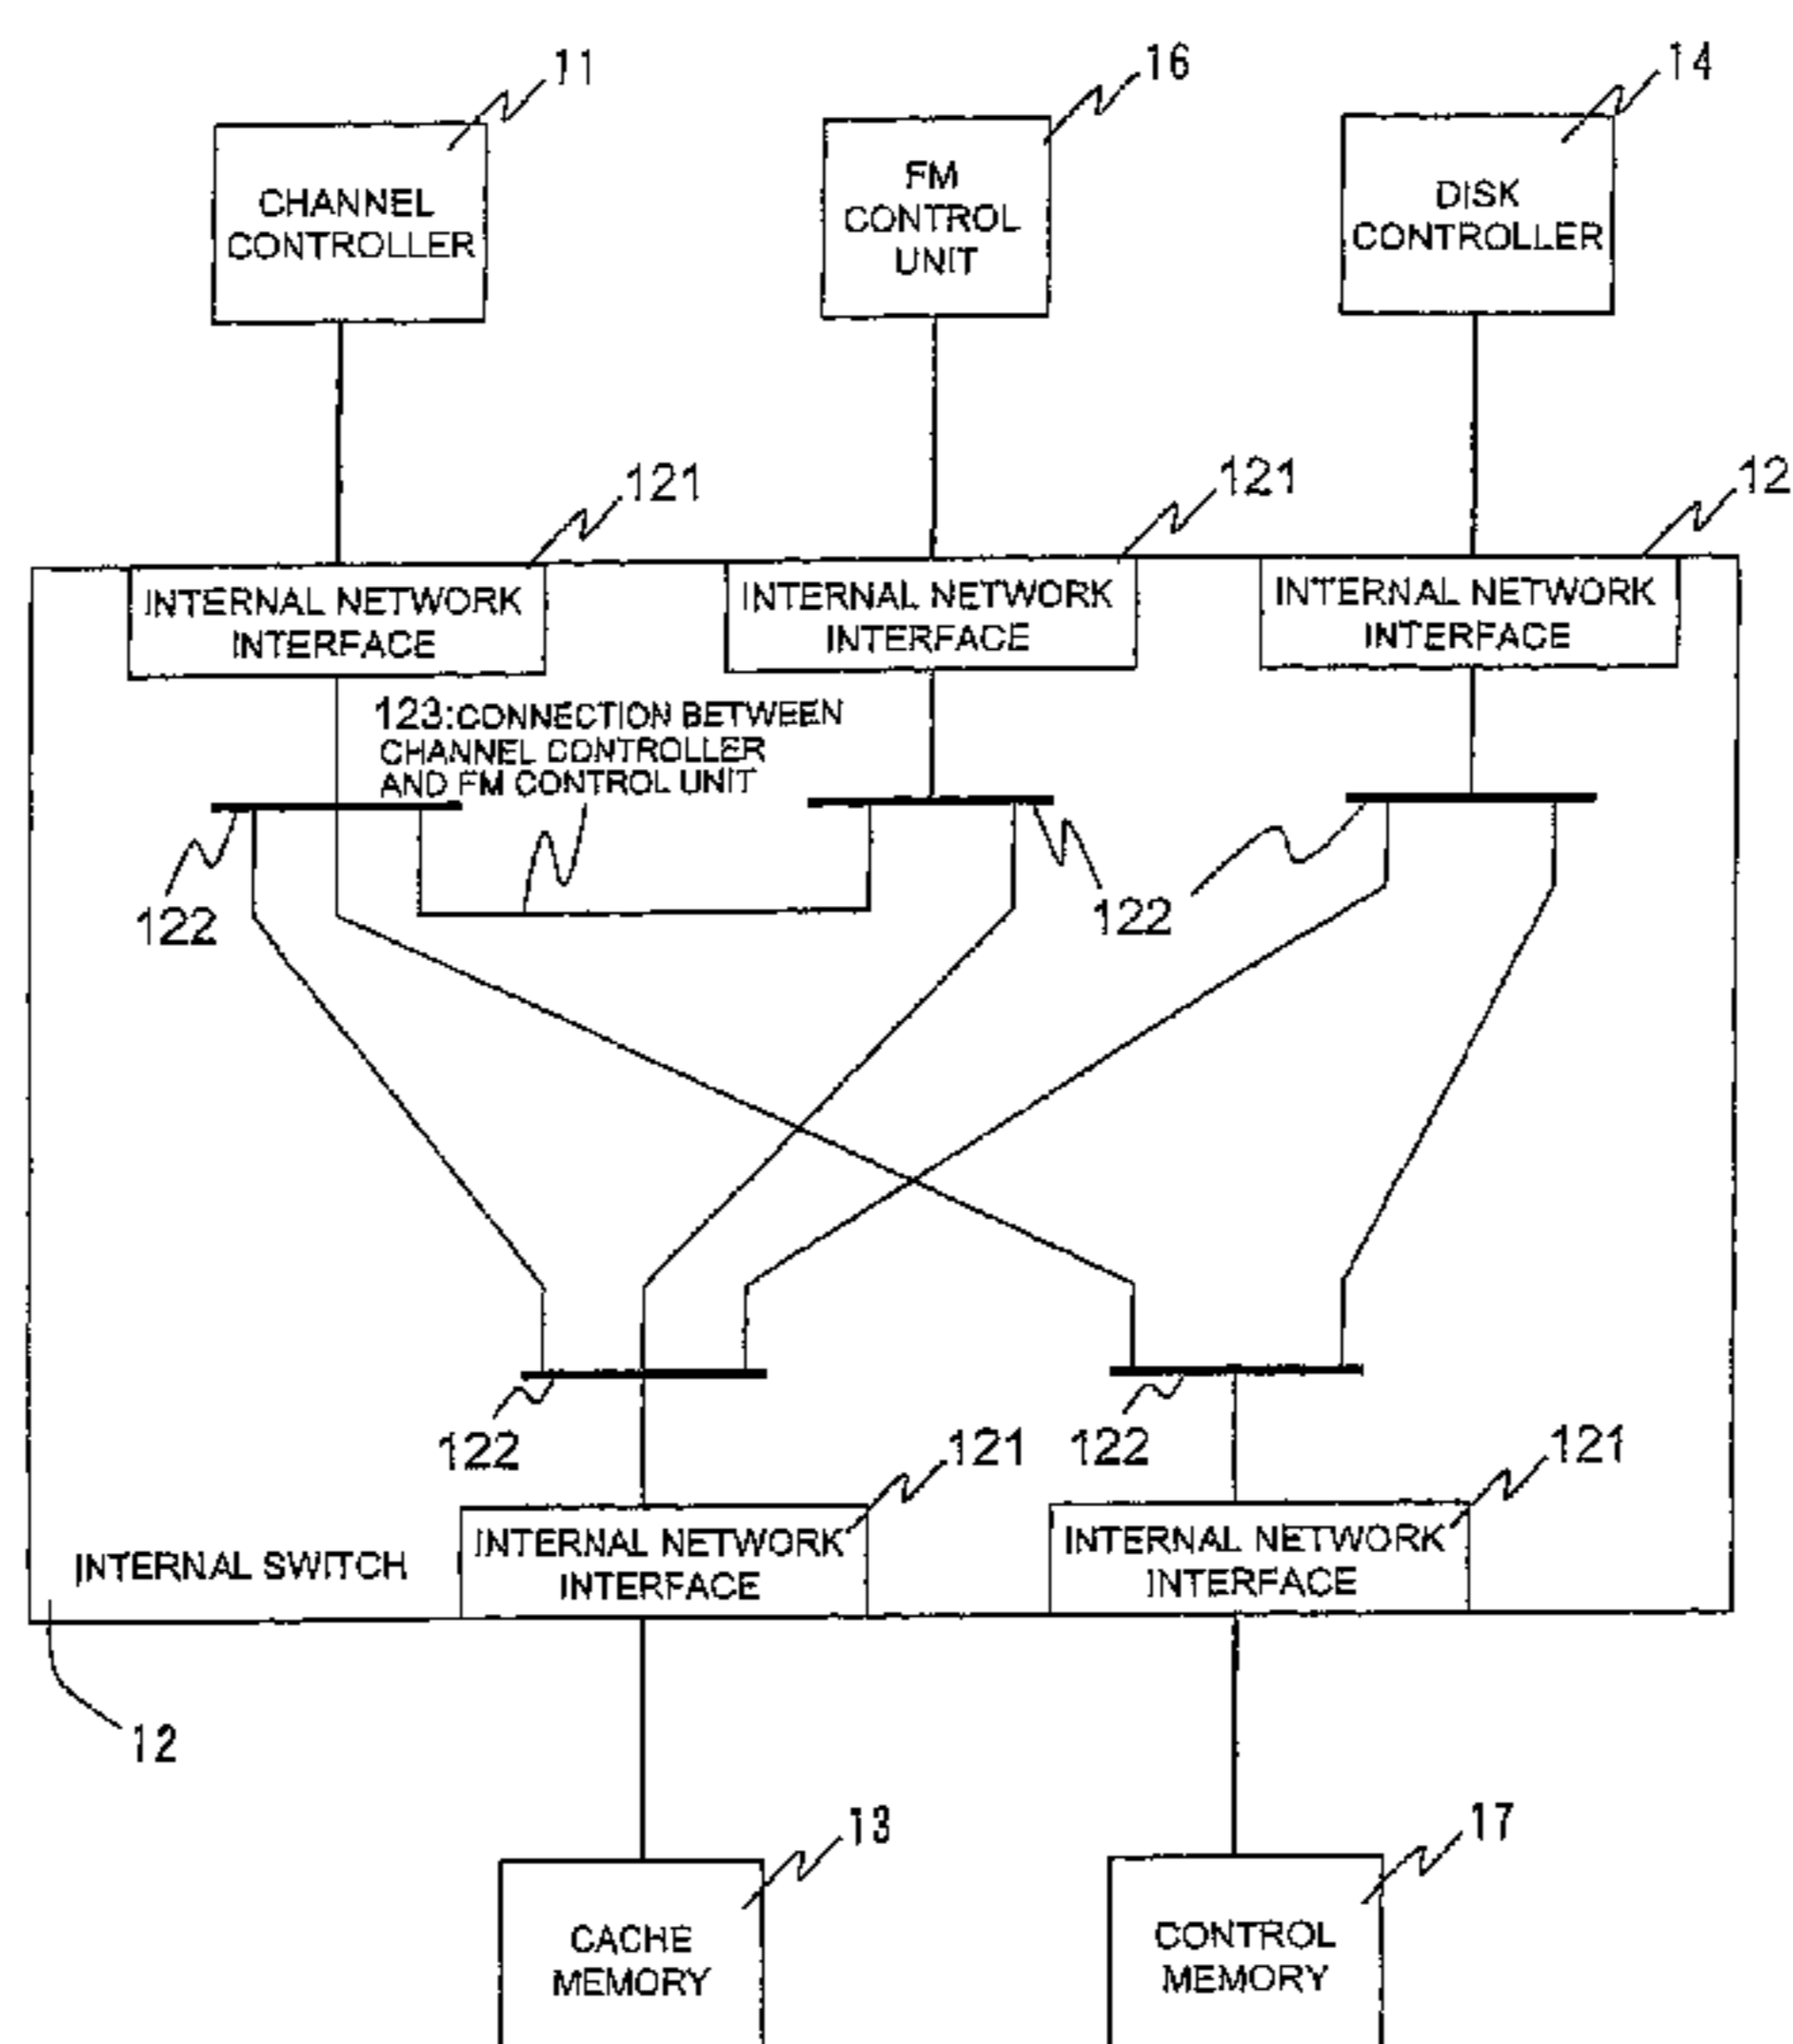 11
16
14
CHANNEL
CONTROLLER
FM
CONTROL
UNIT
DISK
CONTROLLER
121
121
12
INTERNAL NETWORK
INTERFACE
INTERNAL NETWORK
INTERFACE
INTERNAL NETWORK
INTERFACE
123:CONNECTION BETWEEN
CHANNEL CONTROLLER
AND FM CONTROL UNIT
122
122
122
122
121
121
INTERNAL SWITCH
INTERNAL NETWORK
INTERFACE
INTERNAL NETWORK
INTERFACE
12
13
17
CACHE
MEMORY
CONTROL
MEMORY